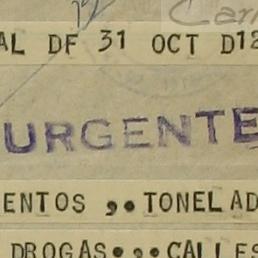 AL DF 31 OCT D12
URGENTE
ENTOS ,, TONELAD
DROGAS.,. CALLES